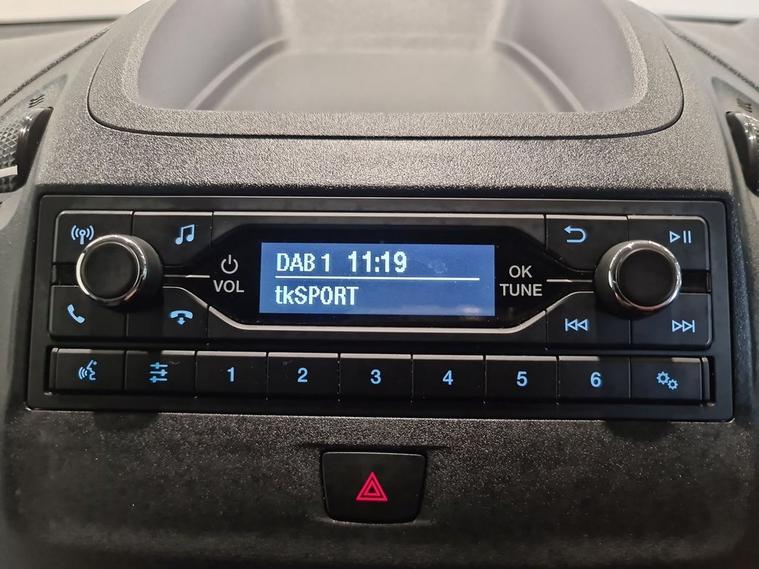 DAB 1 11:19
tkSPORT
VOL
OK
TUNE
1 2 3 4 5 6